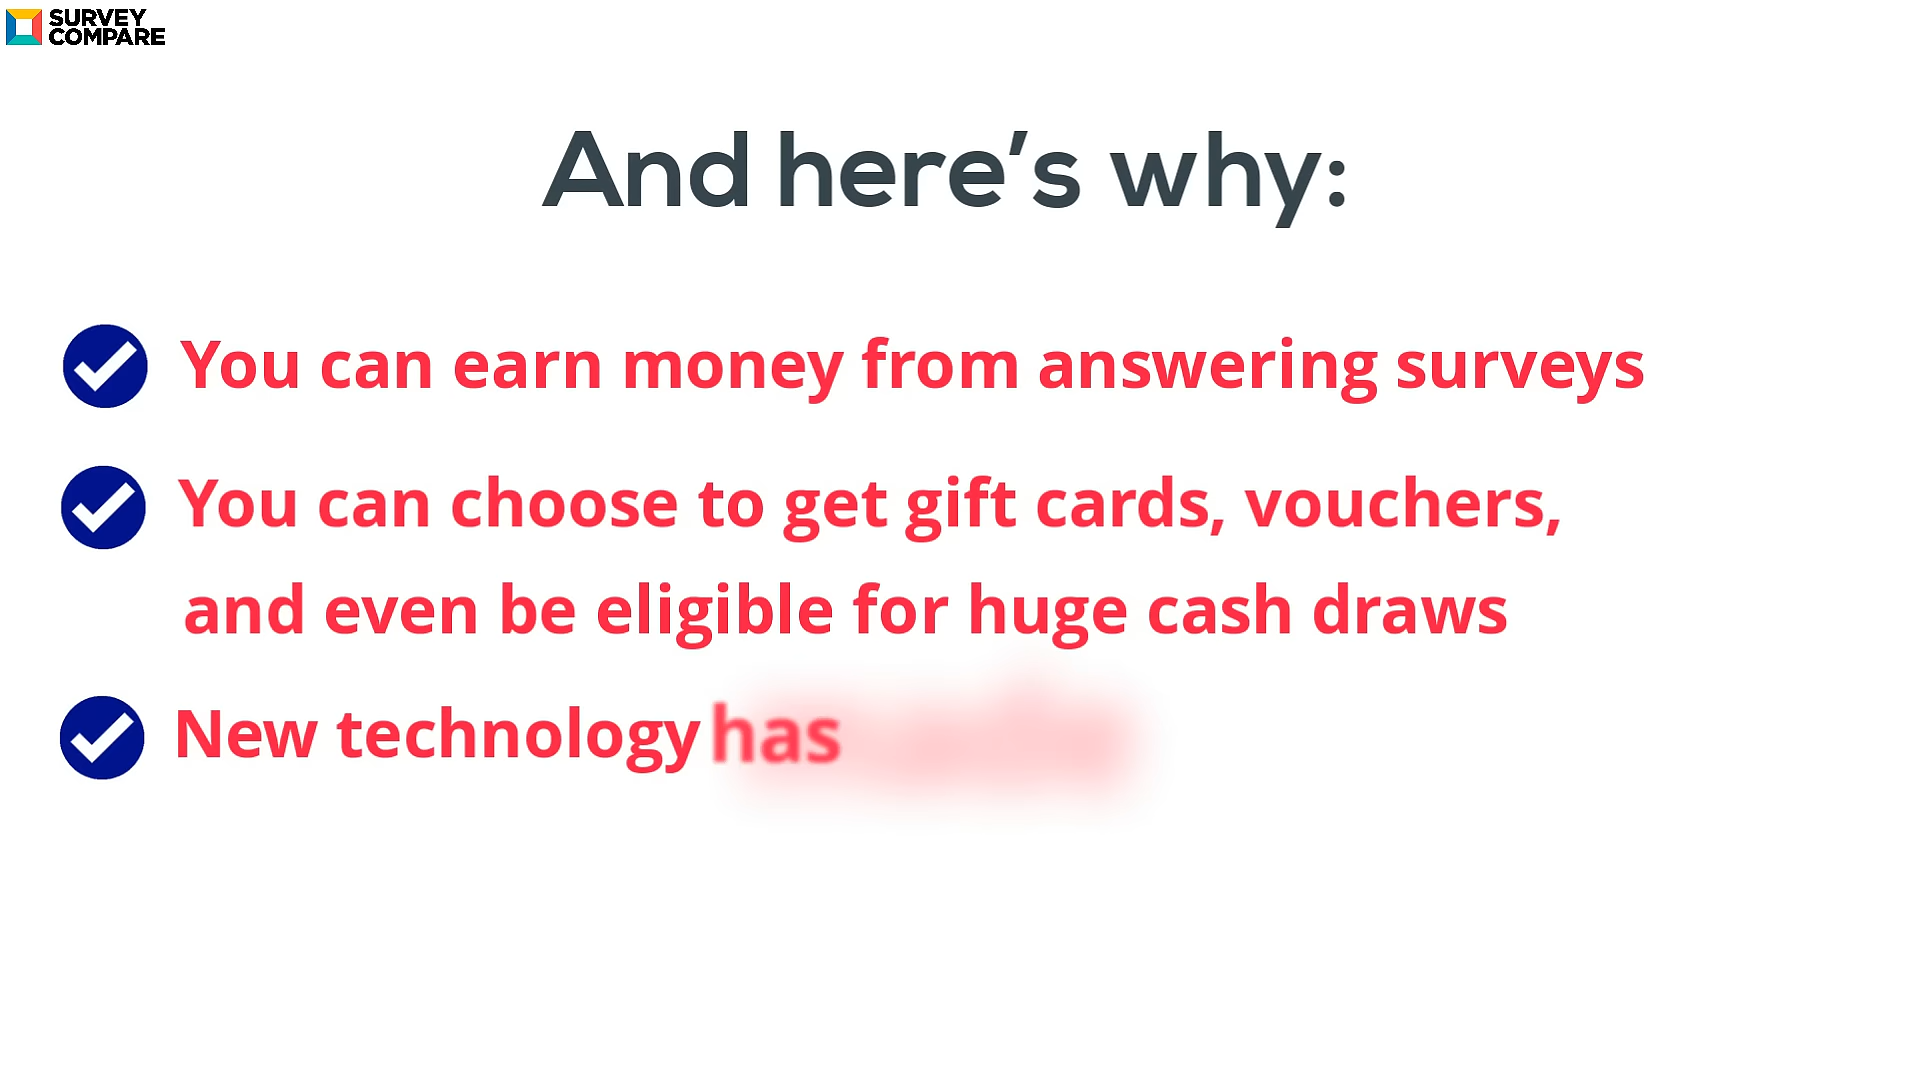 SURVEY
COMPARE
And here's why:
You can earn money from answering surveys
You can choose to get gift cards, vouchers,
and even be eligible for huge cash draws
New technology has